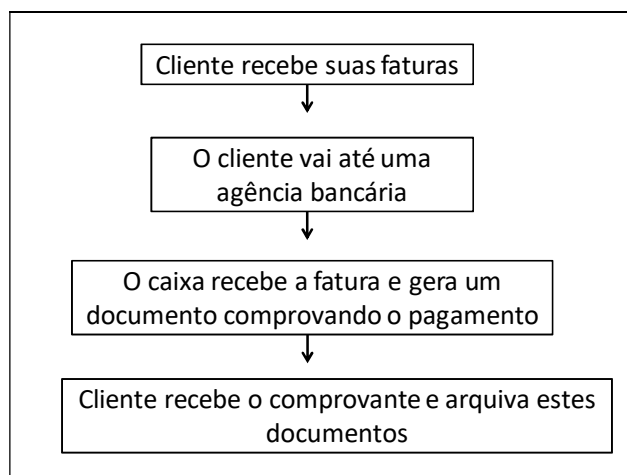 Cliente recebe suas faturas
O cliente vai até uma
agência bancária
O caixa recebe a fatura e gera um
documento comprovando o pagamento
Cliente recebe o comprovante e arquiva estes
documentos